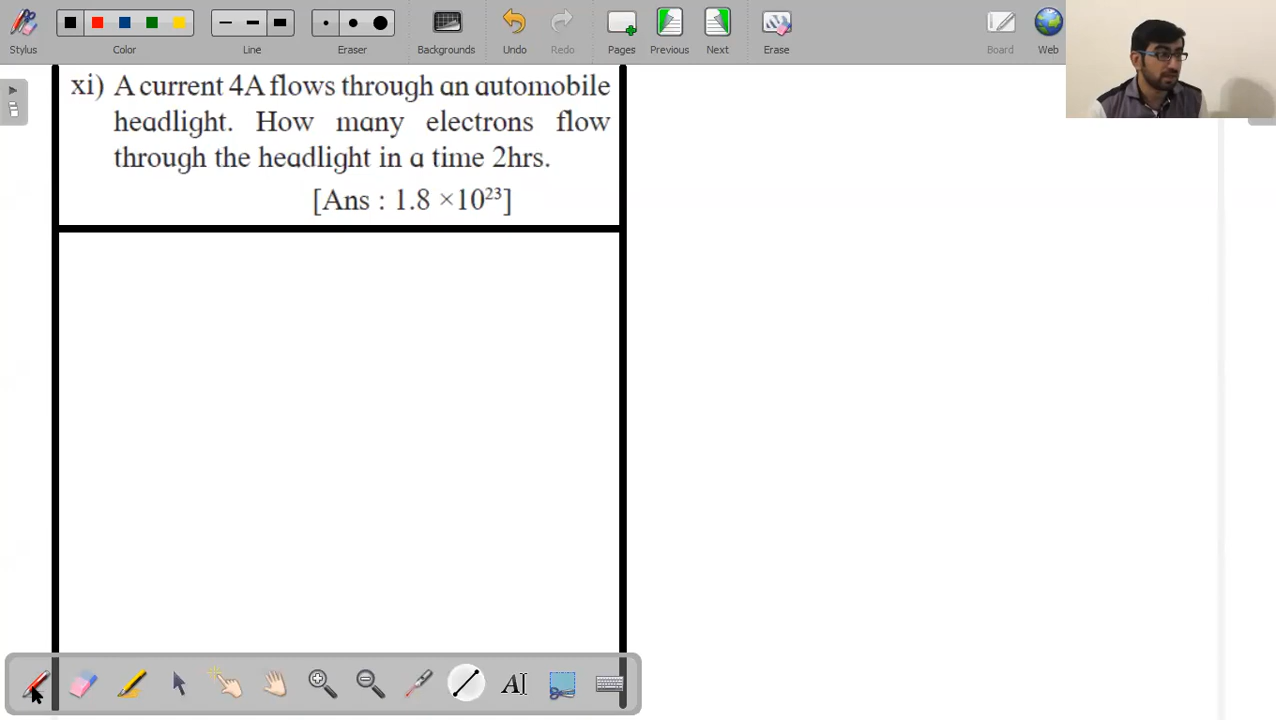 Stylus
Color
Line
Eraser
Backgrounds
Undo
Redo
Pages
Previous
Next
Erase
Board
Web
xi) A current 4A flows through an automobile
headlight. How many electrons flow
through the headlight in a time 2hrs.
[Ans : 1.8 ×10²³]
A